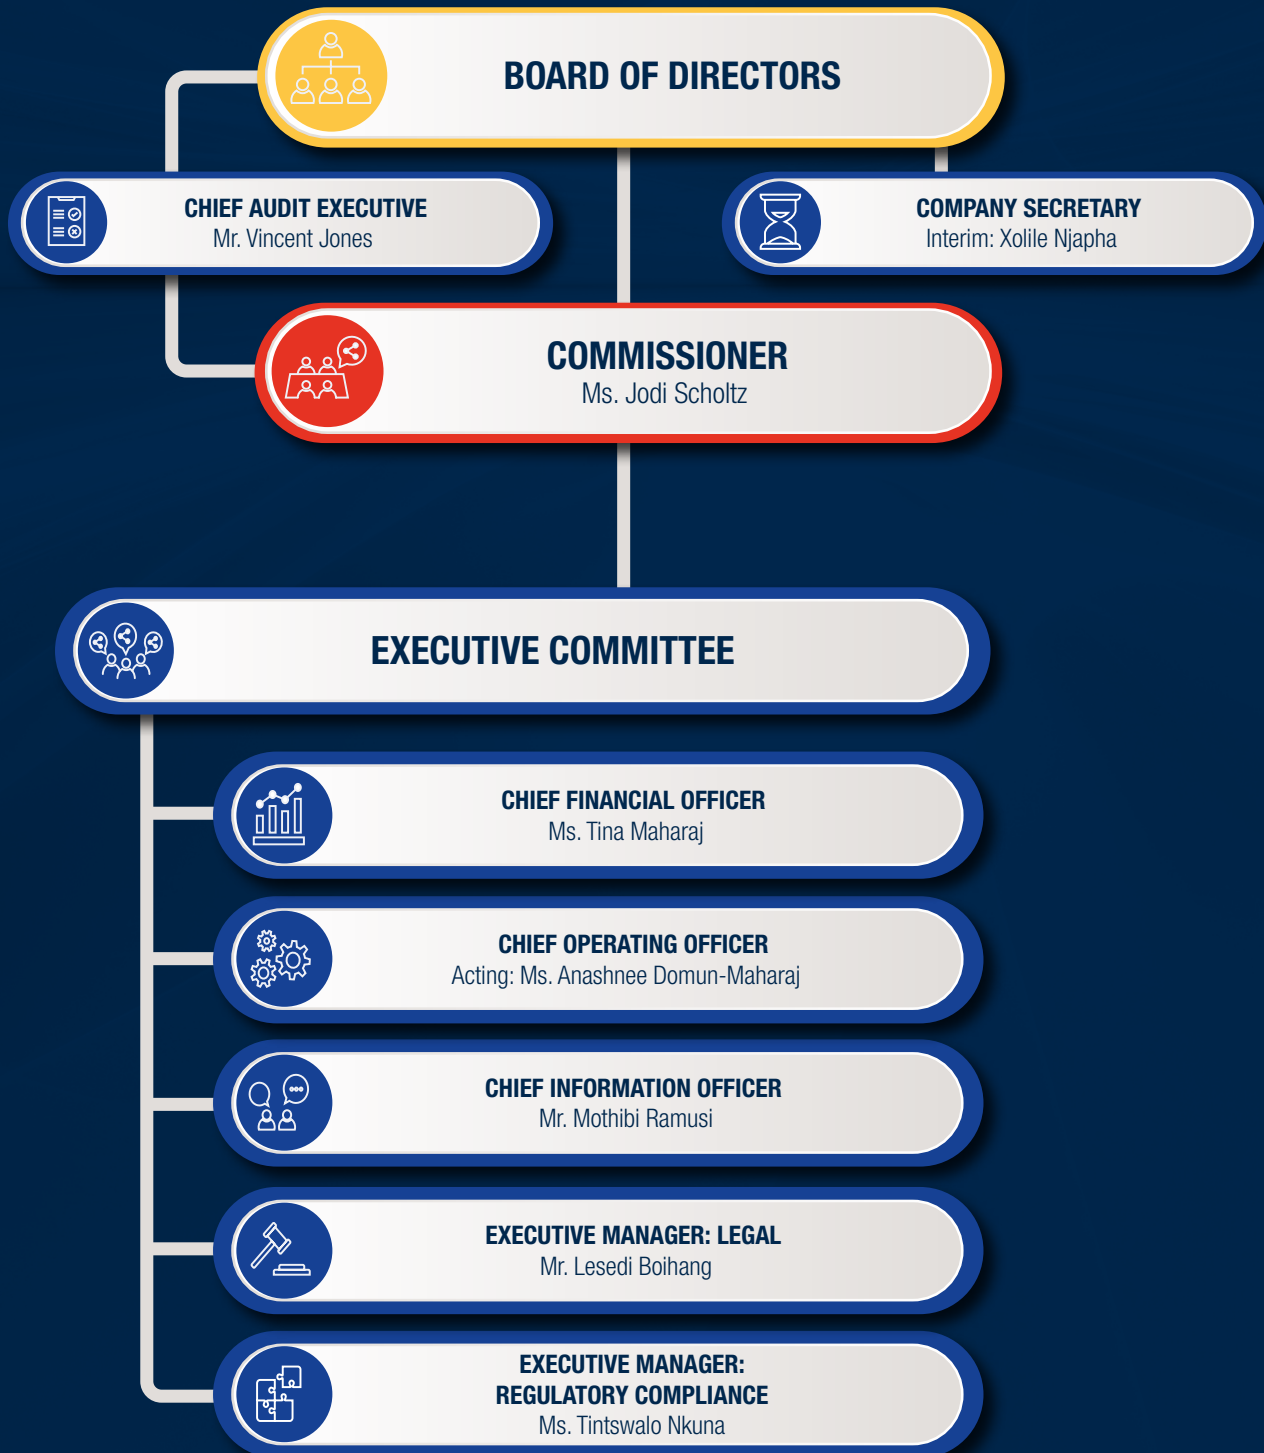 BOARD OF DIRECTORS
CHIEF AUDIT EXECUTIVE
Mr. Vincent Jones
COMPANY SECRETARY
Interim: Xolile Njapha
COMMISSIONER
Ms. Jodi Scholtz
EXECUTIVE COMMITTEE
CHIEF FINANCIAL OFFICER
Ms. Tina Maharaj
CHIEF OPERATING OFFICER
Acting: Ms. Anashnee Domun-Maharaj
CHIEF INFORMATION OFFICER
Mr. Mothibi Ramusi
EXECUTIVE MANAGER: LEGAL
Mr. Lesedi Boihang
EXECUTIVE MANAGER:
REGULATORY COMPLIANCE
Ms. Tintswalo Nkuna